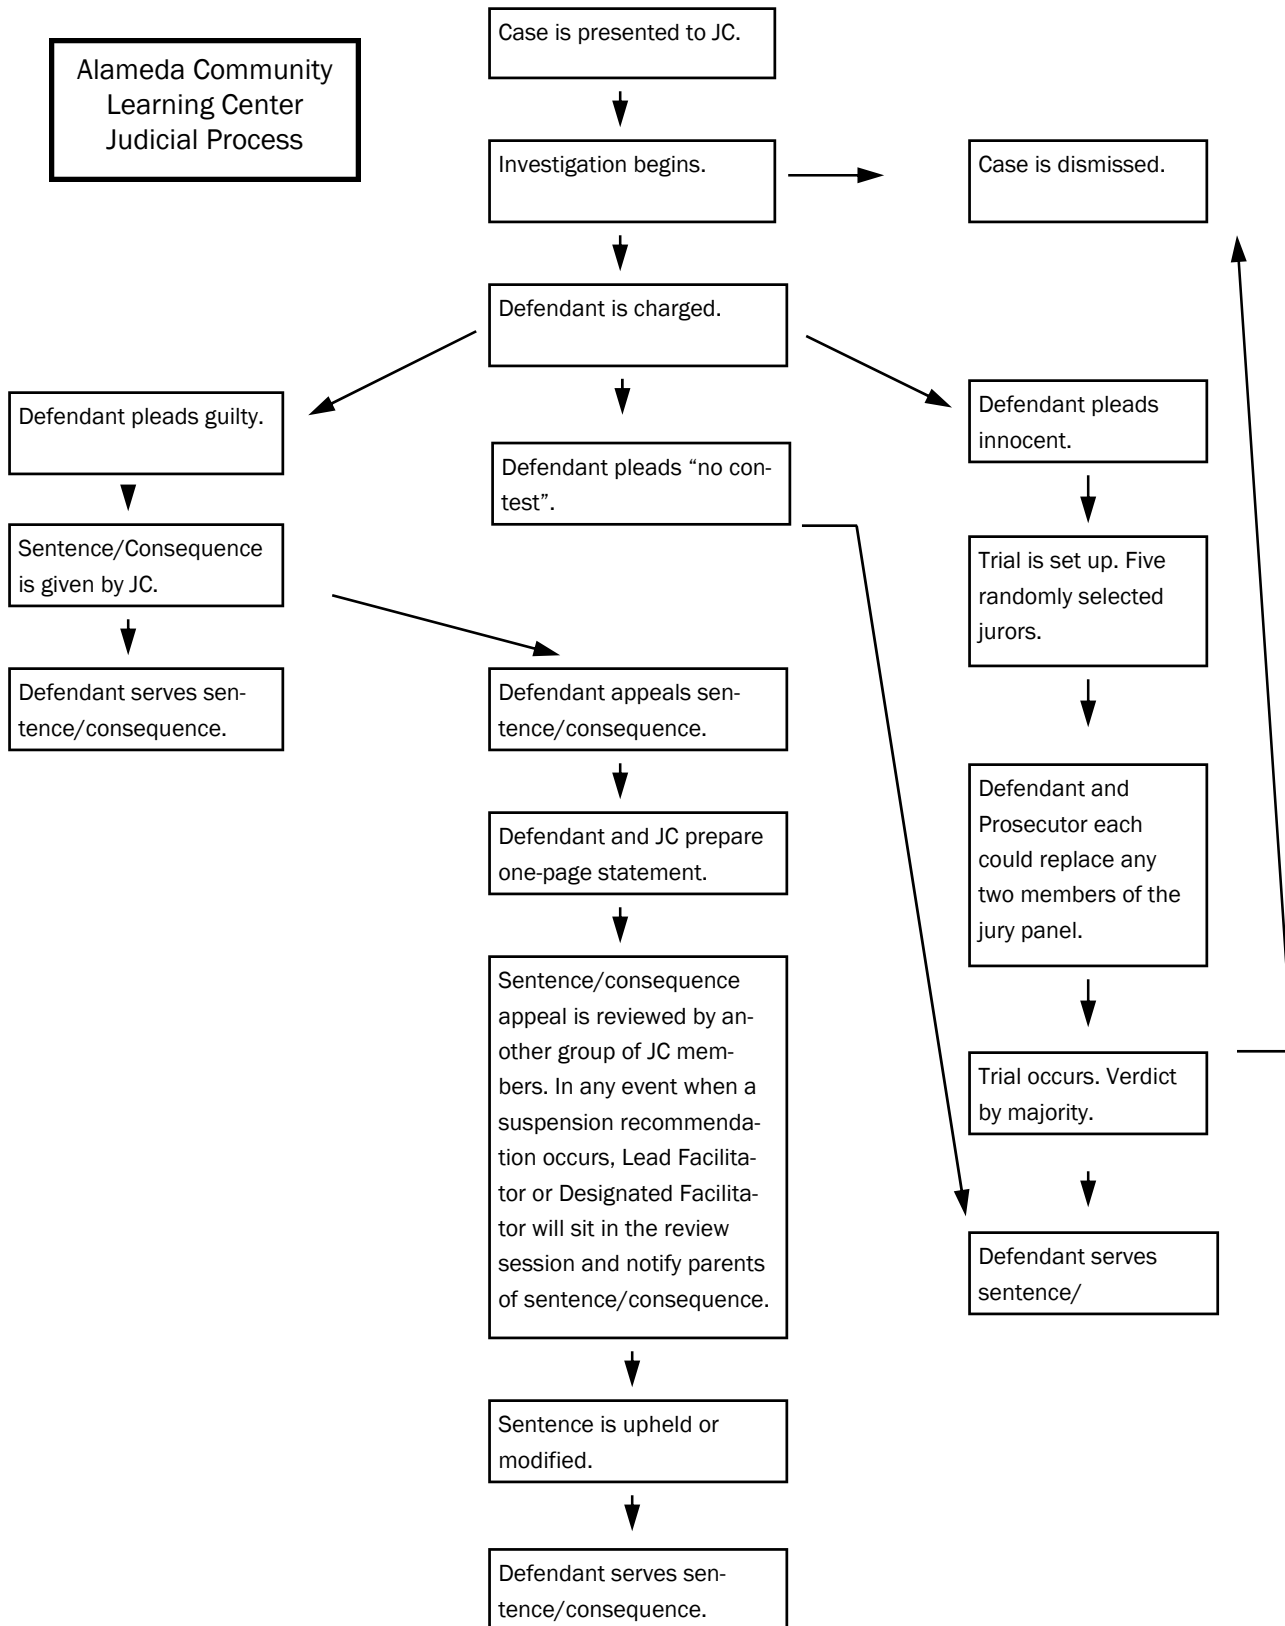 Alameda Community
Learning Center
Judicial Process
Case is presented to JC.
Investigation begins.
Case is dismissed.
Defendant is charged.
Defendant pleads guilty.
Defendant pleads “no con-
test”.
Defendant pleads
innocent.
Sentence/Consequence
is given by JC.
Trial is set up. Five
randomly selected
jurors.
Defendant serves sen-
tence/consequence.
Defendant appeals sen-
tence/consequence.
Defendant and
Prosecutor each
could replace any
two members of the
jury panel.
Defendant and JC prepare
one-page statement.
Sentence/consequence
appeal is reviewed by an-
other group of JC mem-
bers. In any event when a
suspension recommenda-
tion occurs, Lead Facilita-
tor or Designated Facilita-
tor will sit in the review
session and notify parents
of sentence/consequence.
Trial occurs. Verdict
by majority.
Defendant serves
sentence/
Sentence is upheld or
modified.
Defendant serves sen-
tence/consequence.